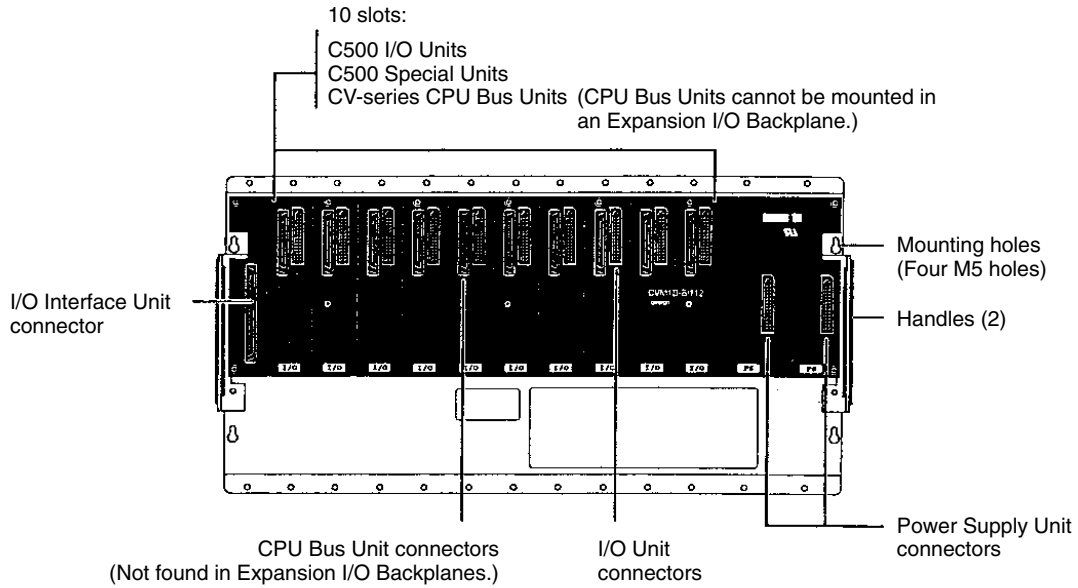 10 slots:
C500 I/O Units
C500 Special Units
CV-series CPU Bus Units (CPU Bus Units cannot be mounted in
an Expansion I/O Backplane.)
Mounting holes
(Four M5 holes)
I/O Interface Unit
connector
Handles (2)
I/O I/O I/O I/O I/O I/O I/O I/O I/O I/O PS PS
CPU Bus Unit connectors
(Not found in Expansion I/O Backplanes.)
I/O Unit
connectors
Power Supply Unit
connectors